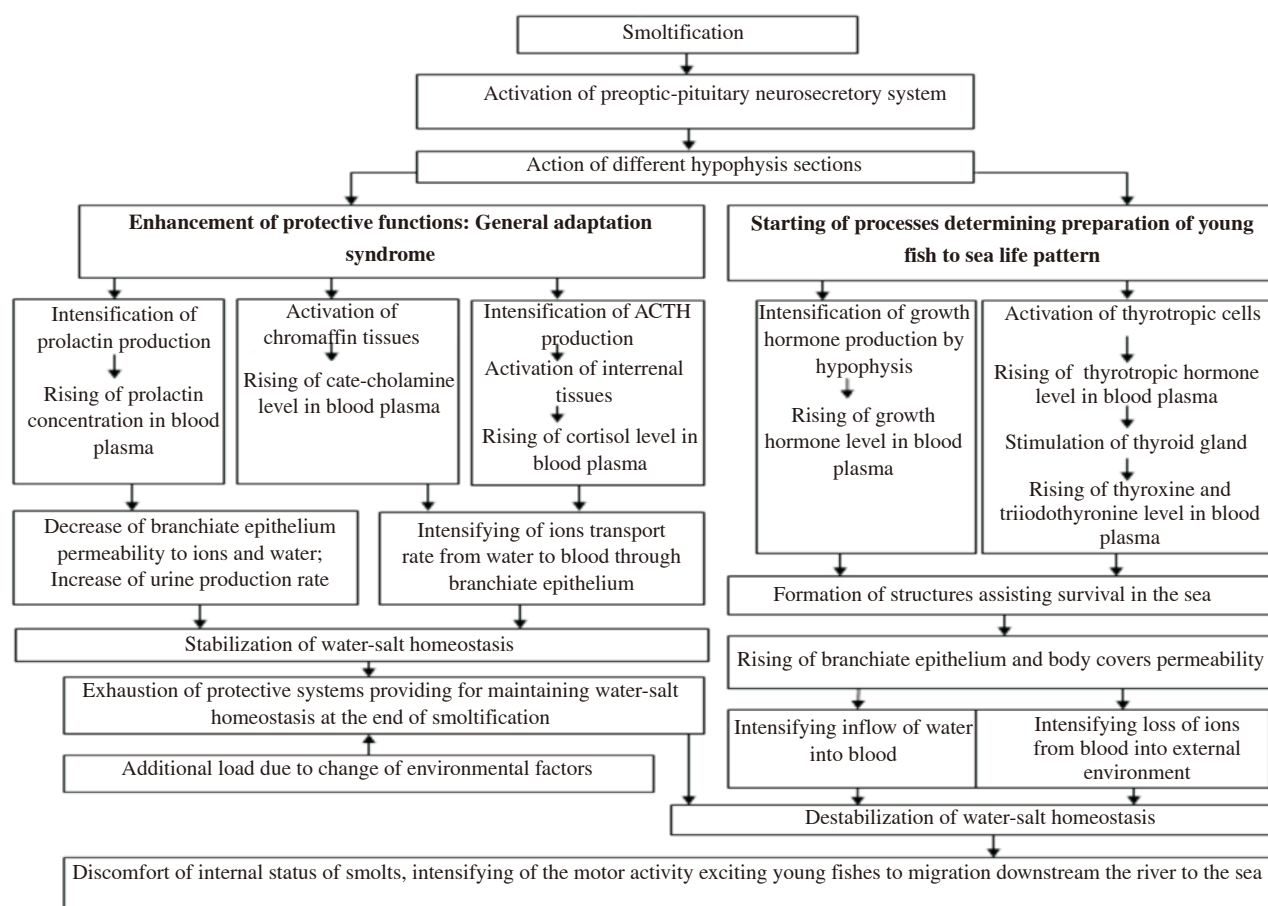 Smoltification
Activation of preoptic-pituitary neurosecretory system
Action of different hypophysis sections
Enhancement of protective functions: General adaptation
syndrome
Starting of processes determining preparation of young
fish to sea life pattern
Intensification of
prolactin production
Rising of prolactin
concentration in blood
plasma
Activation of
chromaffin tissues
Rising of cate-cholamine
level in blood plasma
Intensification of ACTH
production
Activation of interrenal
tissues
Rising of cortisol level in
blood plasma
Intensification of growth
hormone production by
hypophysis
Rising of growth
hormone level in blood
plasma
Activation of thyrotropic cells
Rising of thyrotropic hormone
level in blood plasma
Stimulation of thyroid gland
Rising of thyroxine and
triiodothyronine level in blood
plasma
Decrease of branchiate epithelium
permeability to ions and water;
Increase of urine production rate
Intensifying of ions transport
rate from water to blood through
branchiate epithelium
Formation of structures assisting survival in the sea
Stabilization of water-salt homeostasis
Rising of branchiate epithelium and body covers permeability
Exhaustion of protective systems providing for maintaining water-salt
homeostasis at the end of smoltification
Intensifying inflow of water
into blood
Intensifying loss of ions
from blood into external
environment
Additional load due to change of environmental factors
Destabilization of water-salt homeostasis
Discomfort of internal status of smolts, intensifying of the motor activity exciting young fishes to migration downstream the river to the sea